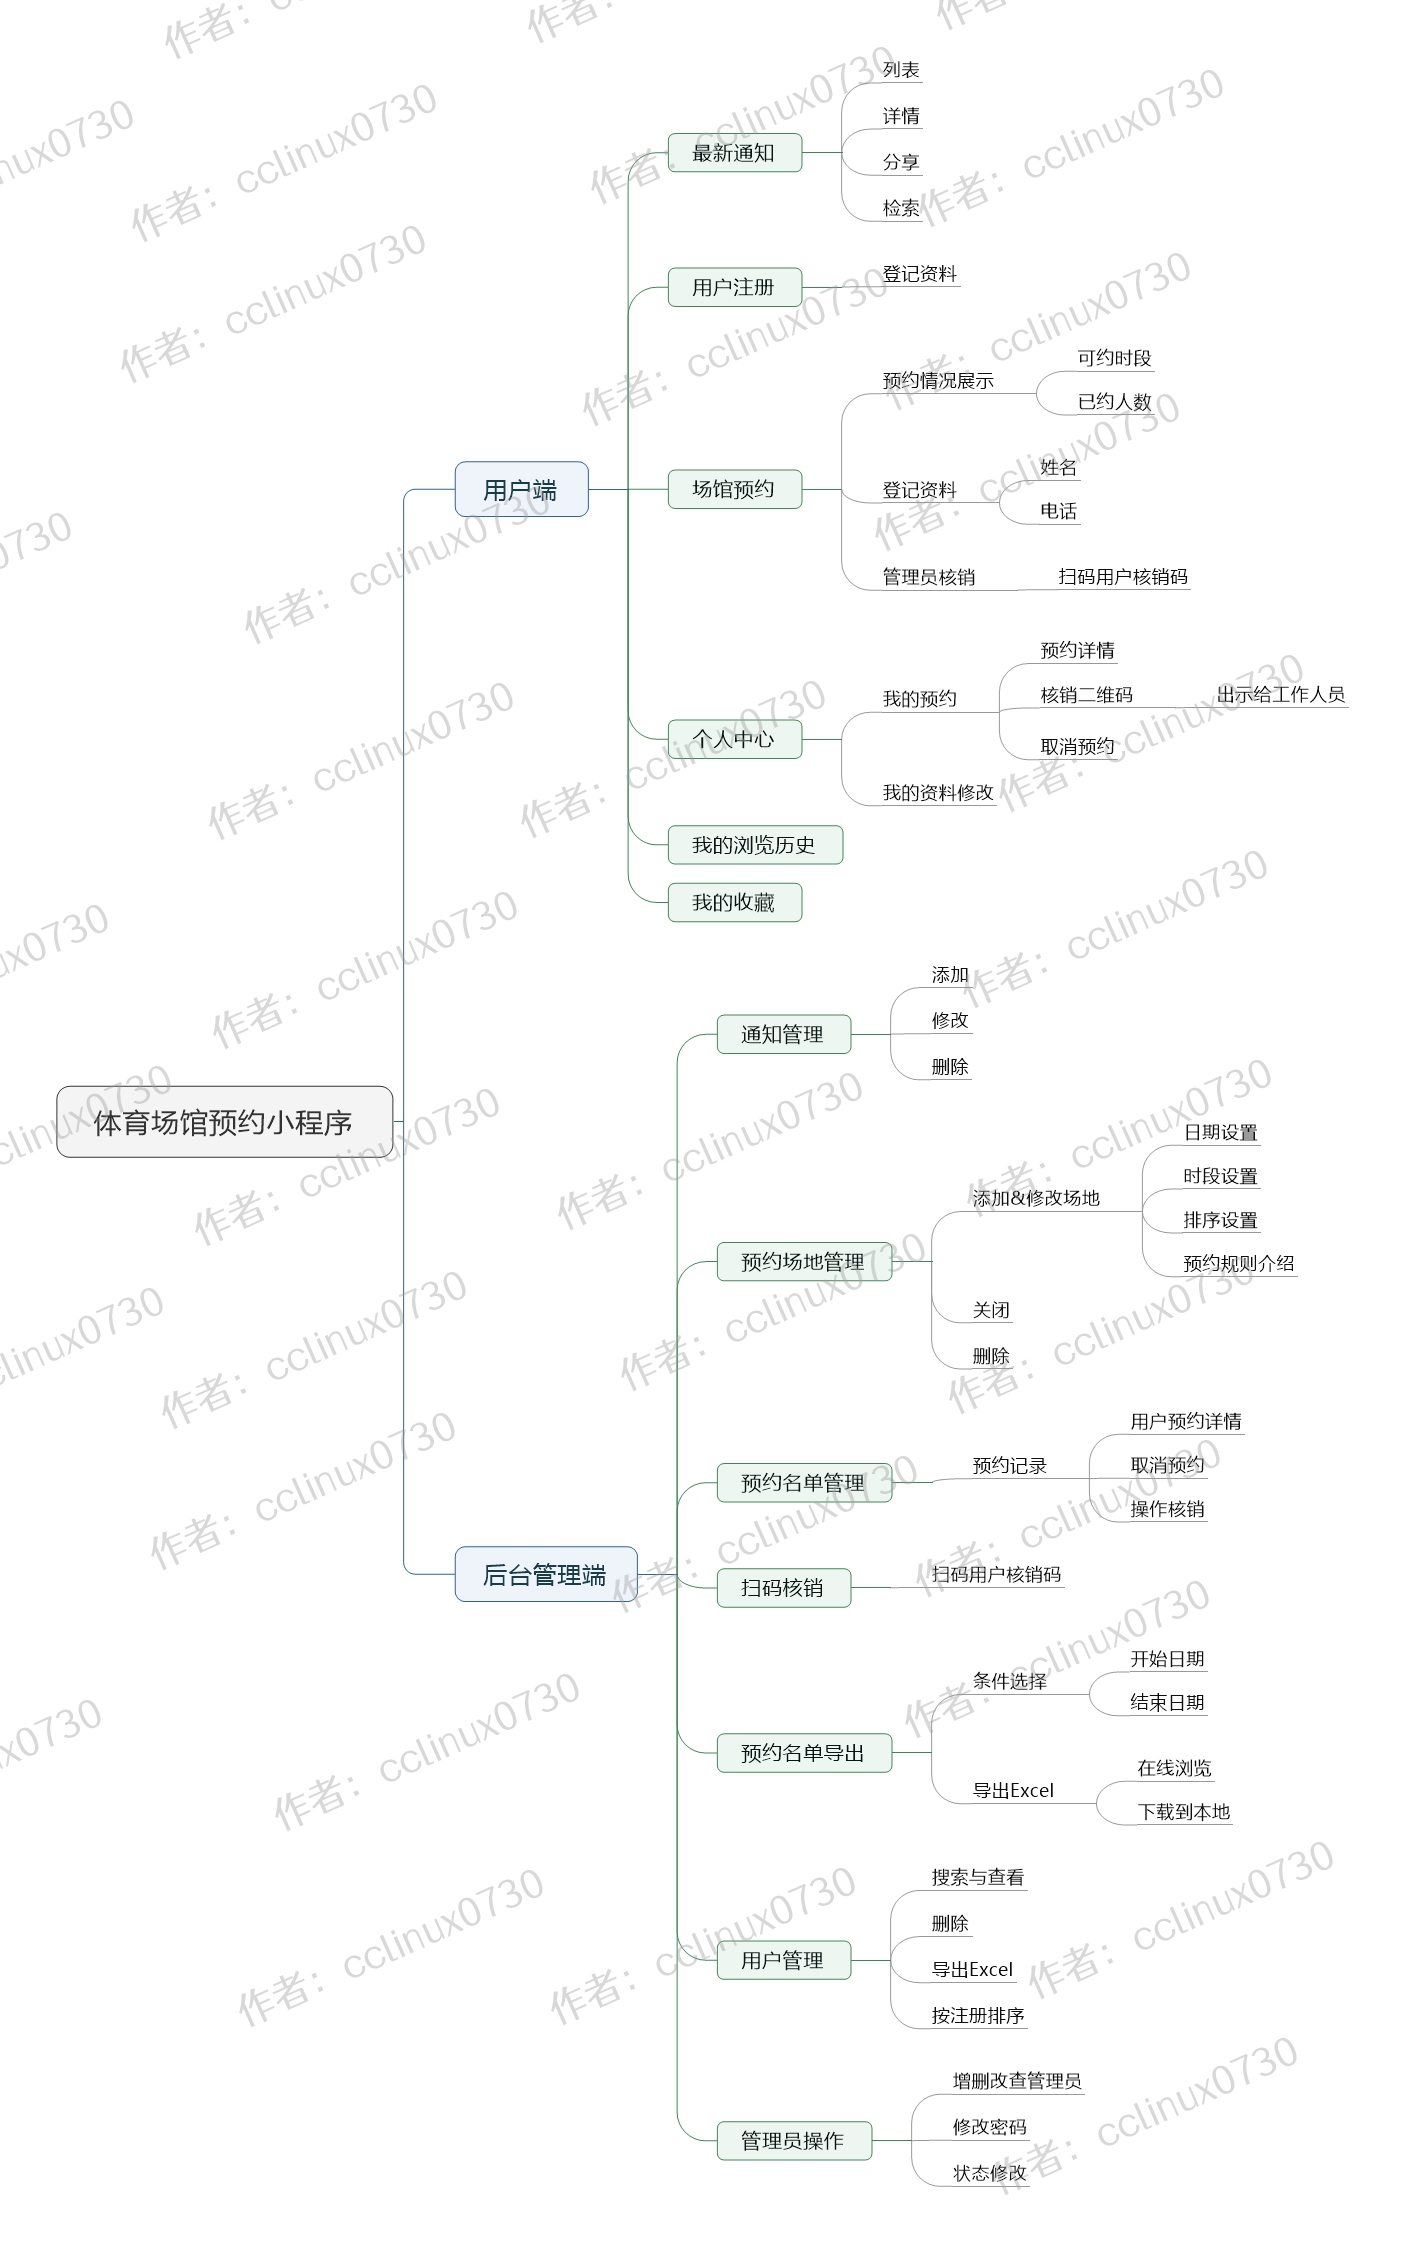 列表
详情
最新通知
分享
检索
登记资料
用户注册
可约时段
预约情况展示
已约人数
姓名
用户端
场馆预约
登记资料
电话
管理员核销
扫码用户核销码
预约详情
我的预约
核销二维码
出示给工作人员
个人中心
取消预约
我的资料修改
我的浏览历史
我的收藏
添加
通知管理
修改
删除
体育场馆预约小程序
日期设置
时段设置
添加&修改场地
排序设置
预约场地管理
预约规则介绍
关闭
删除
用户预约详情
预约记录
取消预约
预约名单管理
操作核销
后台管理端
扫码核销
扫码用户核销码
开始日期
条件选择
结束日期
预约名单导出
在线浏览
导出Excel
下载到本地
搜索与查看
删除
用户管理
导出Excel
按注册排序
增删改查管理员
修改密码
管理员操作
状态修改
作者：cclinux0730